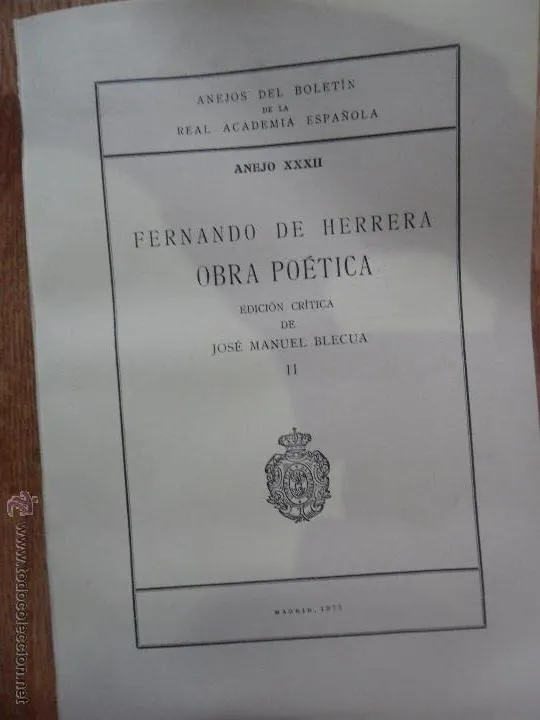 ANEJOS DEL BOLETÍN
DE LA
REAL ACADEMIA ESPAÑOLA
ANEJO XXXII
FERNANDO DE HERRERA
OBRA POÉTICA
EDICIÓN CRÍTICA
DE
JOSÉ MANUEL BLECUA
II
MADRID, 1975
www.todocoleccion.net